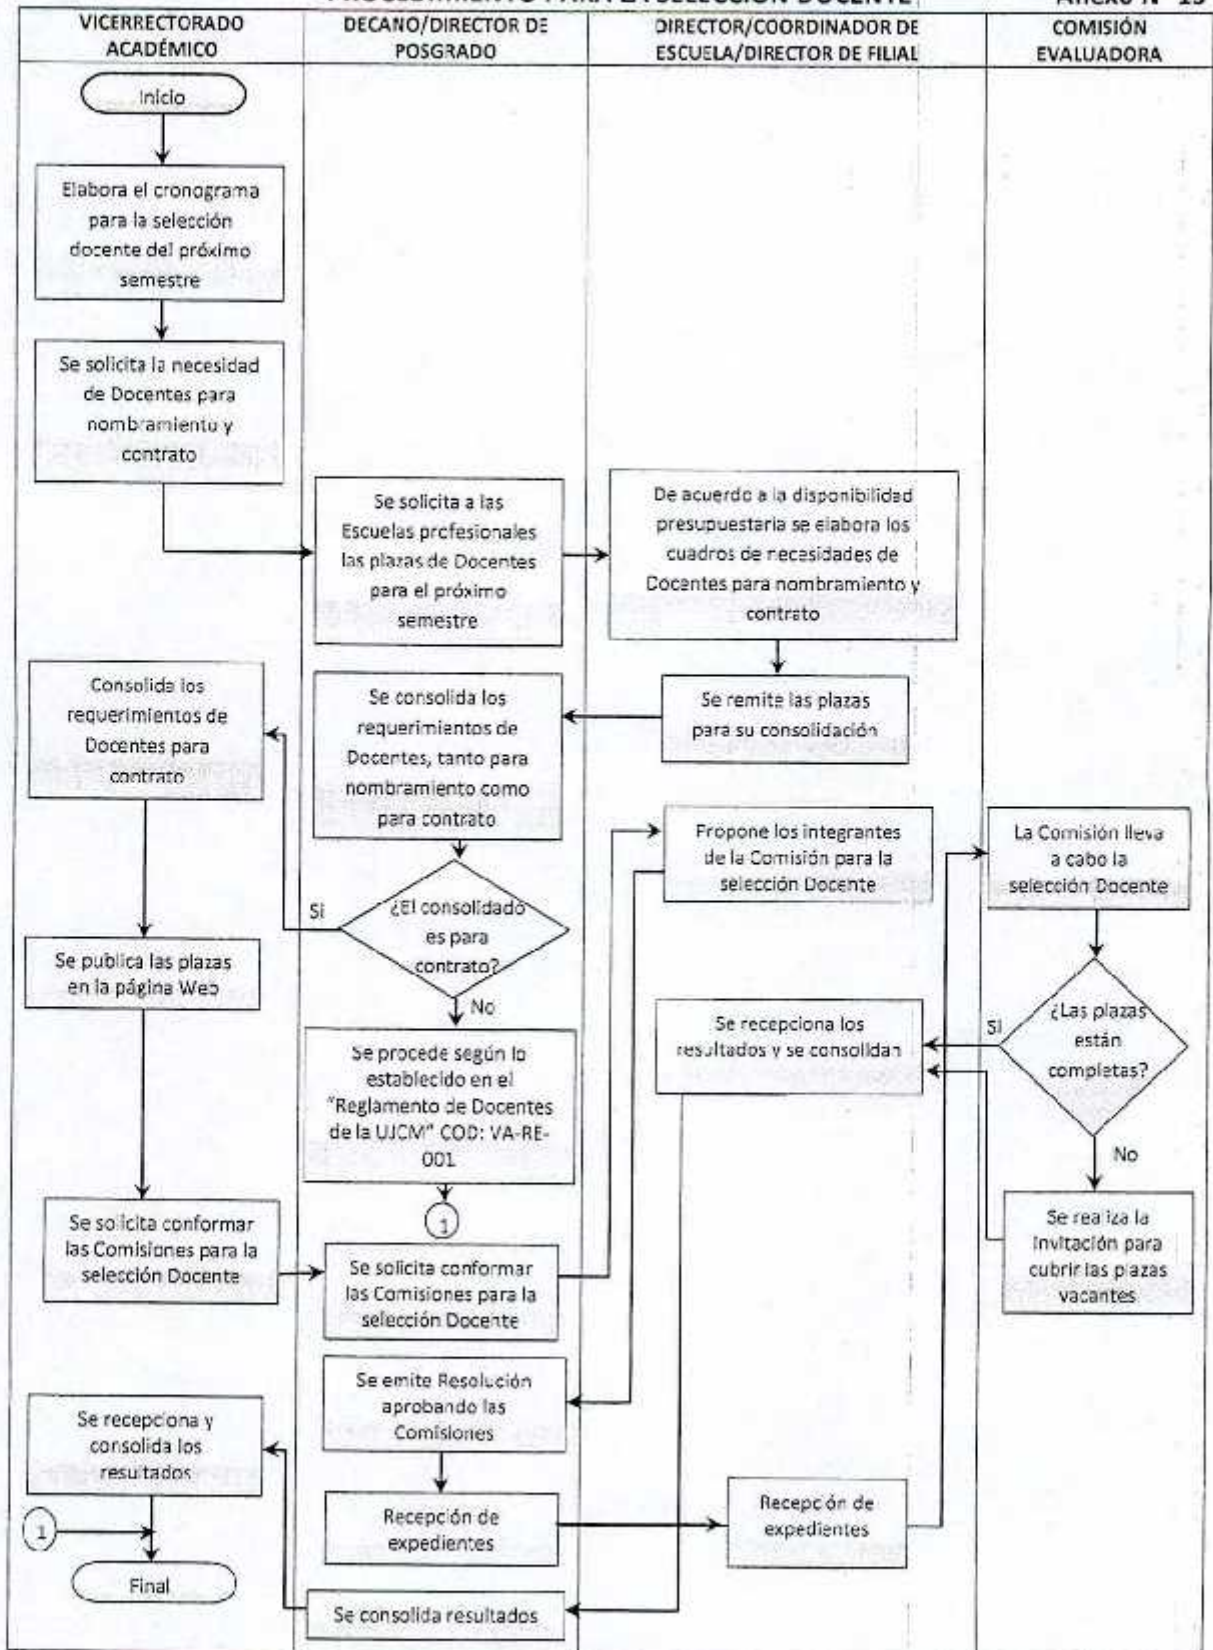 VICERRECTORADO
ACADÉMICO
DECANO/DIRECTOR DE
POSGRADO
DIRECTOR/COORDINADOR DE
ESCUELA/DIRECTOR DE FILIAL
COMISIÓN
EVALUADORA
Inicio
Elabora el cronograma
para la selección
docente del próximo
semestre
Se solicita la necesidad
de Docentes para
nombramiento y
contrato
Se solicita a las
Escuelas profesionales
las plazas de Docentes
para el próximo
semestre
De acuerdo a la disponibilidad
presupuestaria se elabora los
cuadros de necesidades de
Docentes para nombramiento y
contrato
Se remite las plazas
para su consolidación
Se consolida los
requerimientos de
Docentes, tanto para
nombramiento como
para contrato
Consolida los
requerimientos de
Docentes para
contrato
¿El consolidado
es para
contrato?
Si
No
Se publica las plazas
en la página Web
Se procede según lo
establecido en el
"Reglamento de Docentes
de la UJCM" COD: VA-RE-
001
1
Se solicita conformar
las Comisiones para la
selección Docente
Se solicita conformar
las Comisiones para la
selección Docente
Propone los integrantes
de la Comisión para la
selección Docente
Se emite Resolución
aprobando las
Comisiones
Recepción de
expedientes
Recepción de
expedientes
La Comisión lleva
a cabo la
selección Docente
¿Las plazas
están
completas?
Si
No
Se realiza la
invitación para
cubrir las plazas
vacantes
Se recepciona los
resultados y se consolidan
Se consolida resultados
Se recepciona y
consolida los
resultados
1
Final